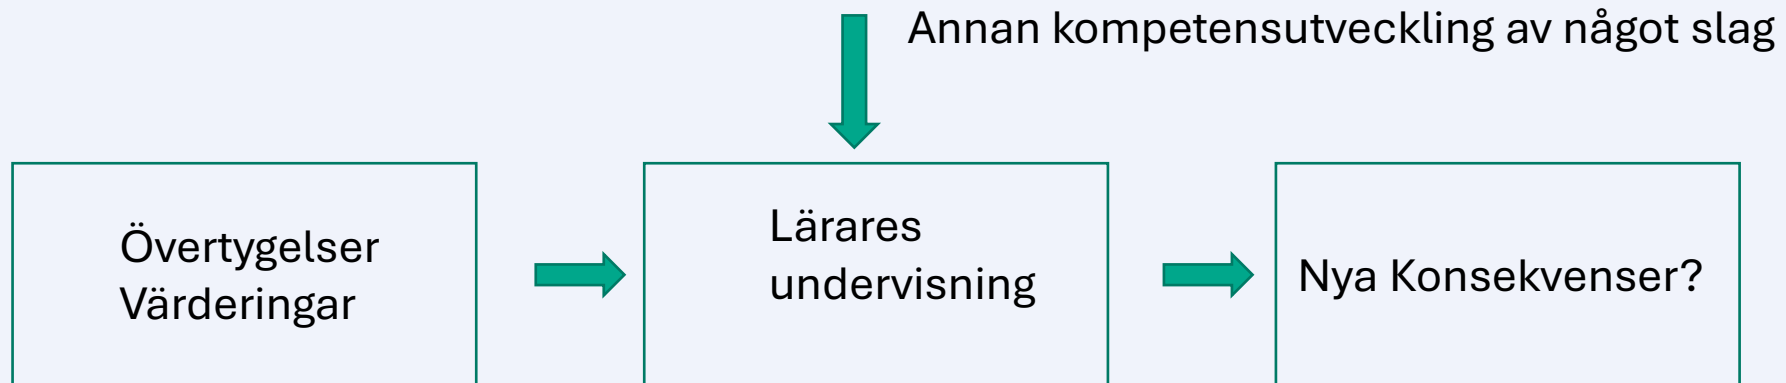 Annan kompetensutveckling av något slag
Övertygelser
Värderingar
Lärares
undervisning
Nya Konsekvenser?